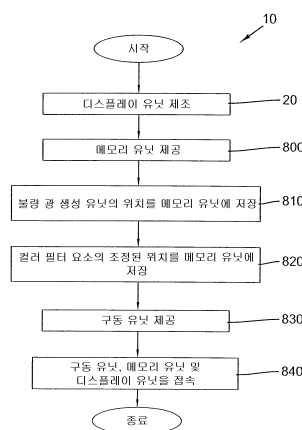 10
시작
디스플레이 유닛 제조
20
메모리 유닛 제공
800
불량 광 생성 유닛의 위치를 메모리 유닛에 저장
810
컬러 필터 요소의 조정된 위치를 메모리 유닛에
저장
820
구동 유닛 제공
830
구동 유닛, 메모리 유닛 및
디스플레이 유닛을 접속
840
종료